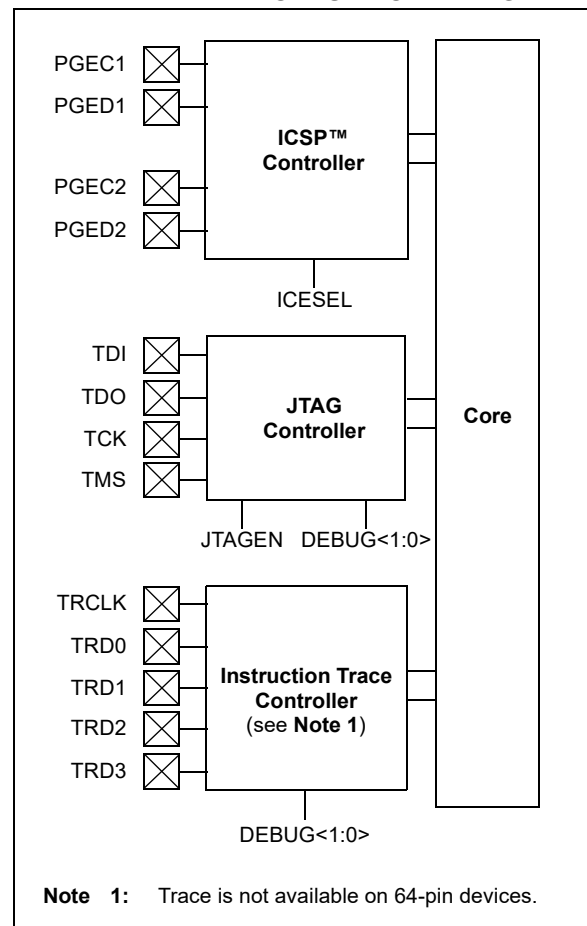 PGEC1
PGED1
PGEC2
PGED2
ICSP™
Controller
ICESEL
TDI
TDO
TCK
TMS
JTAG
Controller
Core
JTAGEN DEBUG<1:0>
TRCLK
TRD0
TRD1
TRD2
TRD3
Instruction Trace
Controller
(see Note 1)
DEBUG<1:0>
Note 1: Trace is not available on 64-pin devices.